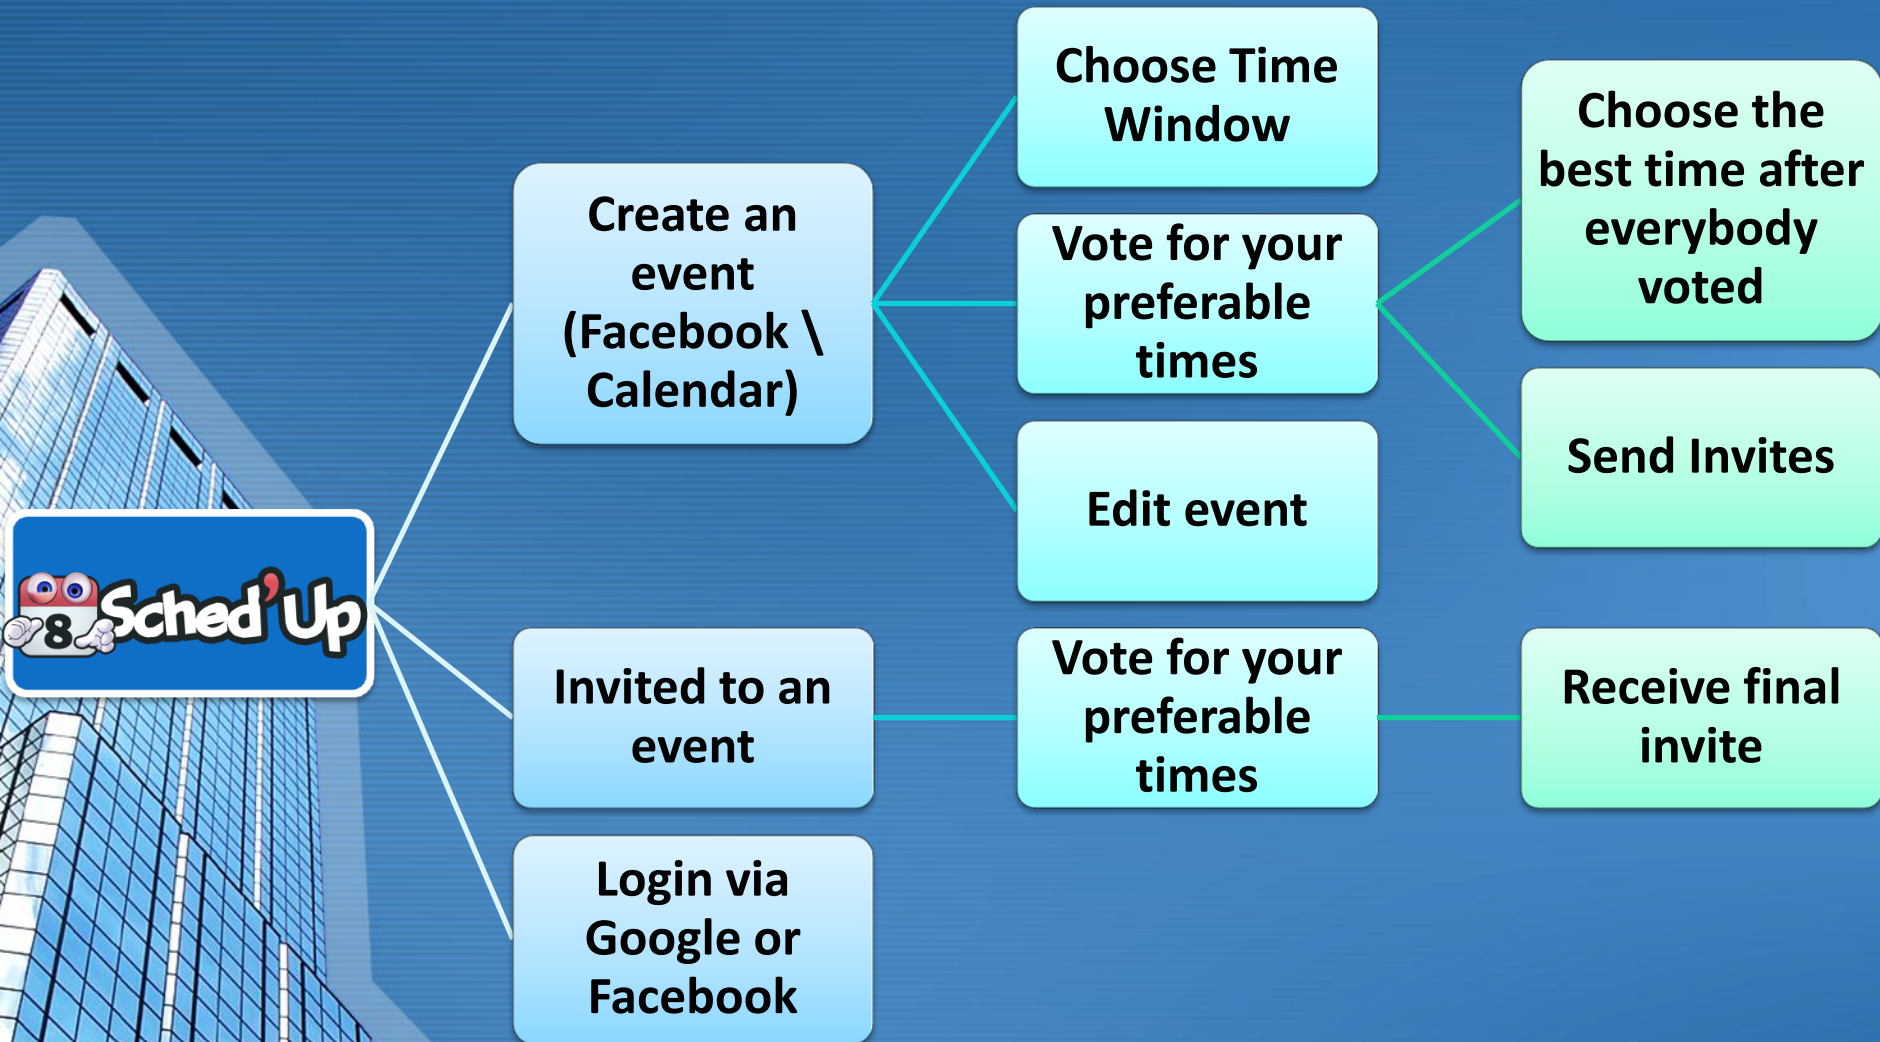 Choose Time
Window
Choose the
best time after
everybody
voted
Create an
event
(Facebook \
Calendar)
Vote for your
preferable
times
Send Invites
Edit event
8
Sched'Up
Invited to an
event
Vote for your
preferable
times
Receive final
invite
Login via
Google or
Facebook